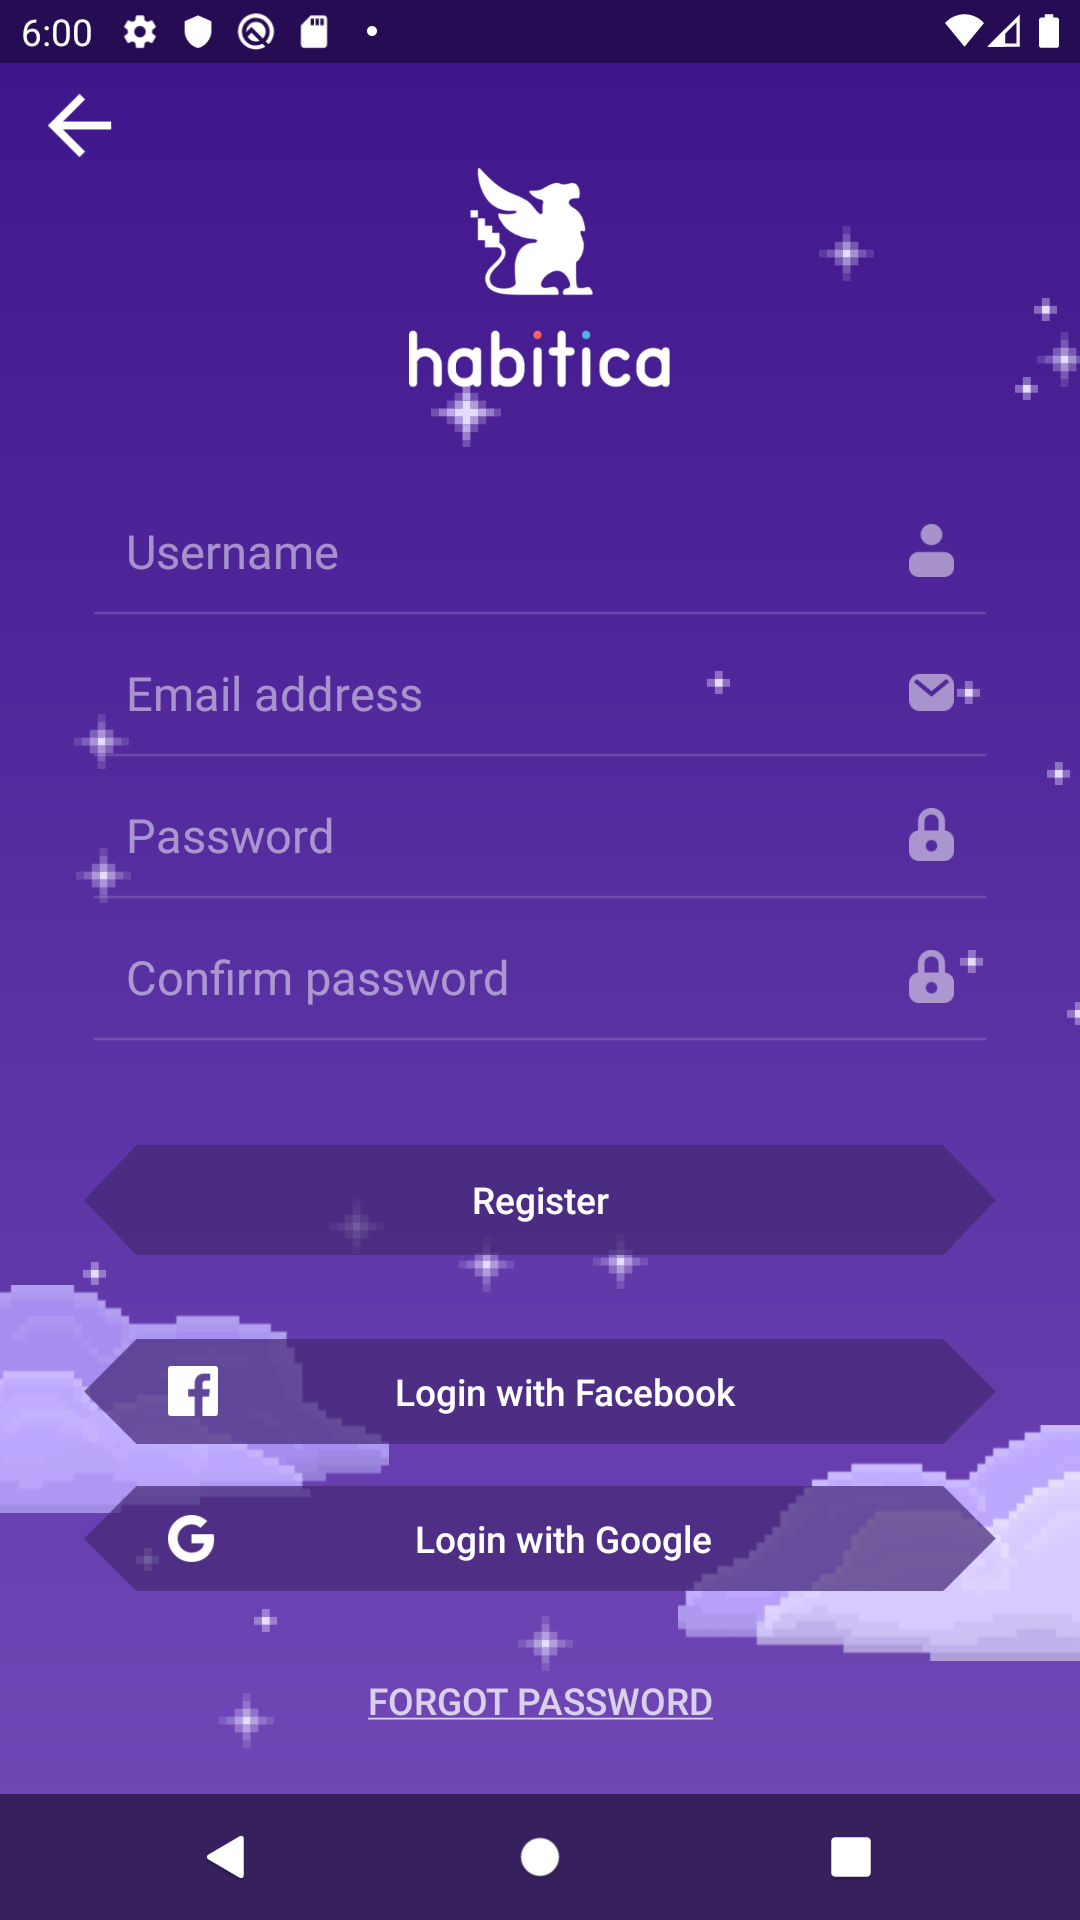 6:00
habitica
Username
Email address
Password
Confirm password
Register
Login with Facebook
Login with Google
FORGOT PASSWORD